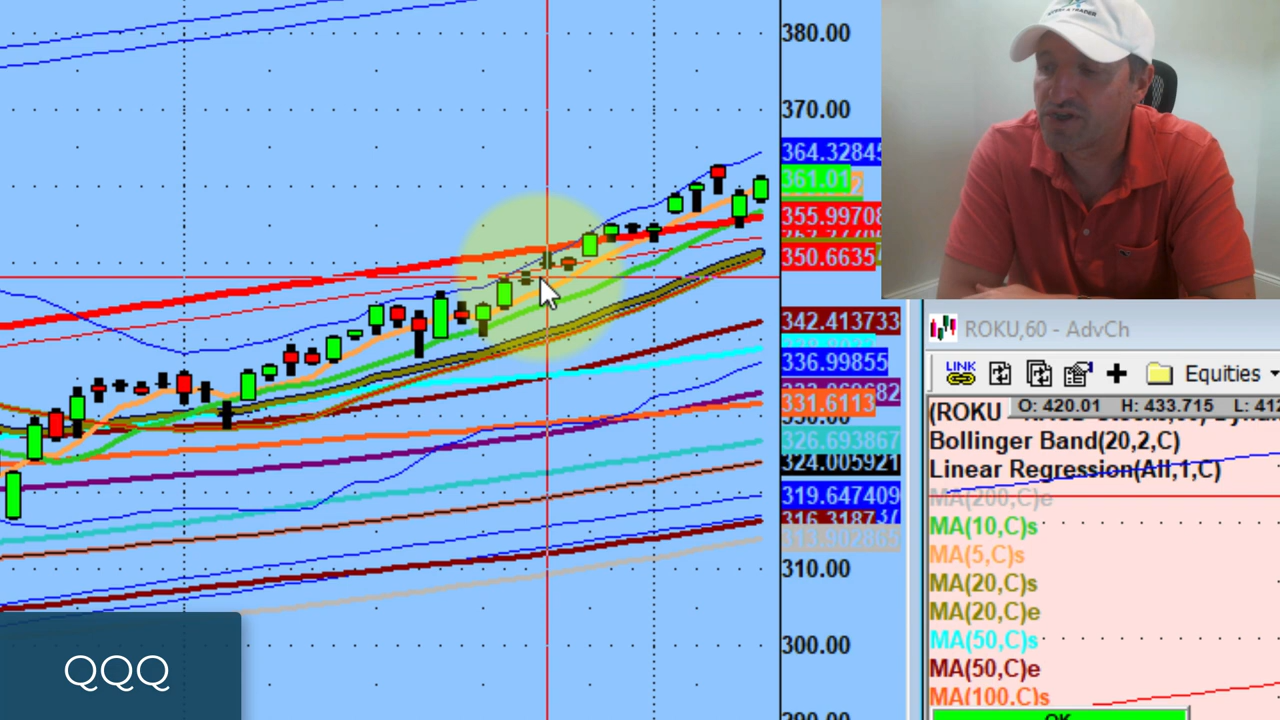 380.00
370.00
364.32845
361.01
355.99708
350.6635
342.413733
336.99855
331.6113
326.693867
324.005921
319.647409
316.3187
313.902865
310.00
300.00
QQQ
ROKU,60 - AdvCh
LINK
Equities
(ROKU
O: 420.01 H: 433.715 L: 412
Bollinger Band(20,2,C)
Linear Regression(All,1,C)
MA(200,C)e
MA(10,C)s
MA(5,C)s
MA(20,C)s
MA(20,C)e
MA(50,C)s
MA(50,C)e
MA(100,C)s